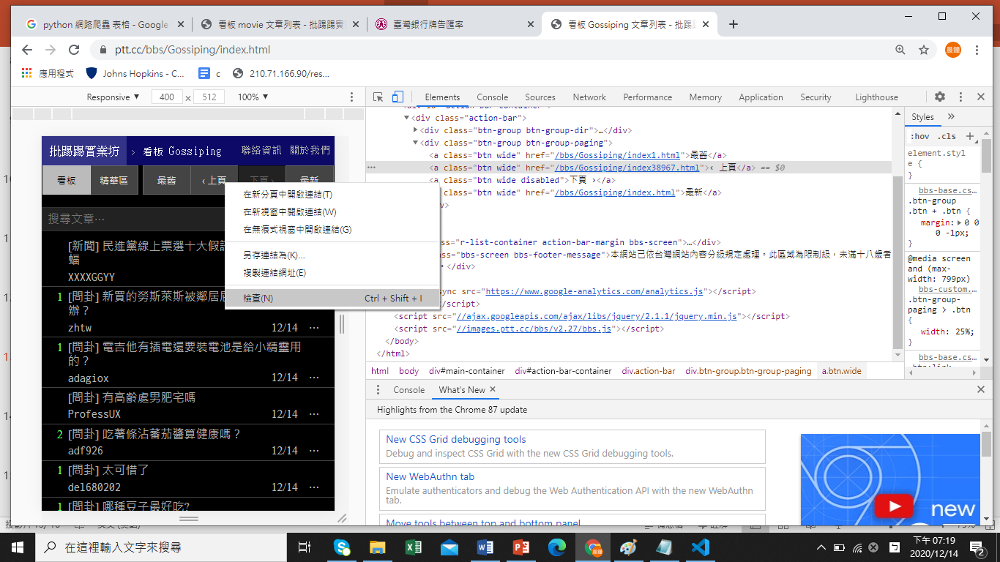 python 網路爬蟲 表格 - Google
看板 movie 文章列表 - 批踢踢實
臺灣銀行牌告匯率
看板 Gossiping 文章列表 - 批踢
ptt.cc/bbs/Gossiping/index.html
晨鐘
應用程式
Johns Hopkins - C...
c
210.71.166.90/res...
Responsive ▼ 400 × 512 100% ▼
Elements Console Sources Network Performance Memory Application Security Lighthouse
批踢踢實業坊 › 看板 Gossiping 聯絡資訊 關於我們
看板 精華區 最舊 ‹ 上頁 下頁 › 最新
搜尋文章⋯
[新聞] 民進黨線上票選十大假
蝠
XXXXGGYY
1 [問卦] 新買的勞斯萊斯被鄰居
辦？
zhtw 12/14 ⋯
1 [問卦] 電吉他有插電還要裝電池是給小精靈用
的？
adagiox 12/14 ⋯
[問卦] 有高齡處男肥宅嗎
ProfessUX 12/14 ⋯
2 [問卦] 吃薯條沾蕃茄醬算健康嗎？
adf926 12/14 ⋯
1 [問卦] 太可惜了
del680202 12/14 ⋯
1 [問卦] 哪種豆子最好吃?
在新分頁中開啟連結(T)
在新視窗中開啟連結(W)
在無痕式視窗中開啟連結(G)
另存連結為(K)...
複製連結網址(E)
檢查(N) Ctrl + Shift + I
<div id="action-bar-container">
▼<div class="action-bar">
▶<div class="btn-group btn-group-dir">…</div>
▼<div class="btn-group btn-group-paging">
<a class="btn wide" href="/bbs/Gossiping/index1.html">最舊</a>
⋯ <a class="btn wide" href="/bbs/Gossiping/index38967.html">‹ 上頁</a> == $0
<a class="btn wide disabled">下頁 ›</a>
class="btn wide" href="/bbs/Gossiping/index.html">最新</a>
v>
lass="r-list-container action-bar-margin bbs-screen">…</div>
lass="bbs-screen bbs-footer-message">本網站已依台灣網站內容分級規定處理。此區域為限制級，未滿十八歲者
。</div>
sync src="https://www.google-analytics.com/analytics.js"></script>
</script>
<script src="//ajax.googleapis.com/ajax/libs/jquery/2.1.1/jquery.min.js"></script>
<script src="//images.ptt.cc/bbs/v2.27/bbs.js"></script>
</body>
</html>
html body div#main-container div#action-bar-container div.action-bar div.btn-group.btn-group-paging a.btn.wide
Styles »
:hov .cls +
element.styl
e {
}
bbs-base.cs…
.btn-group
.btn + .btn {
margin:▶ 0 0
0 -1px;
}
@media screen
and (max-
width: 799px)
bbs-custom.…
.btn-group-
paging > .btn
{
width: 25%;
}
bbs-base.cs…
Console What's New ×
Highlights from the Chrome 87 update
New CSS Grid debugging tools
Debug and inspect CSS Grid with the new CSS Grid debugging tools.
New WebAuthn tab
Emulate authenticators and debug the Web Authentication API with the new WebAuthn
tab.
Move tools between top and bottom panel
new
在這裡輸入文字來搜尋
下午 07:19
2020/12/14
2